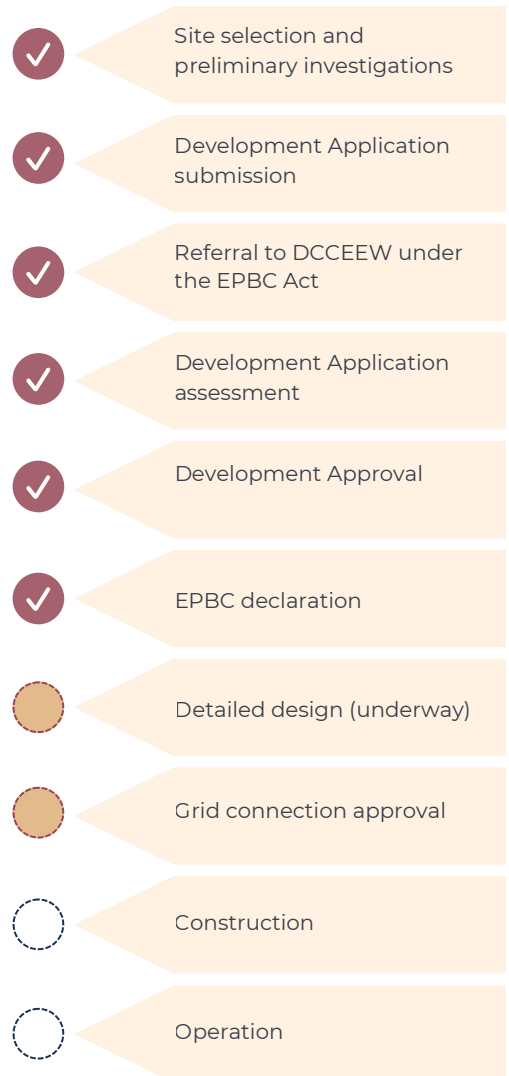 Site selection and
preliminary investigations
Development Application
submission
Referral to DCCEEW under
the EPBC Act
Development Application
assessment
Development Approval
EPBC declaration
Detailed design (underway)
Grid connection approval
Construction
Operation